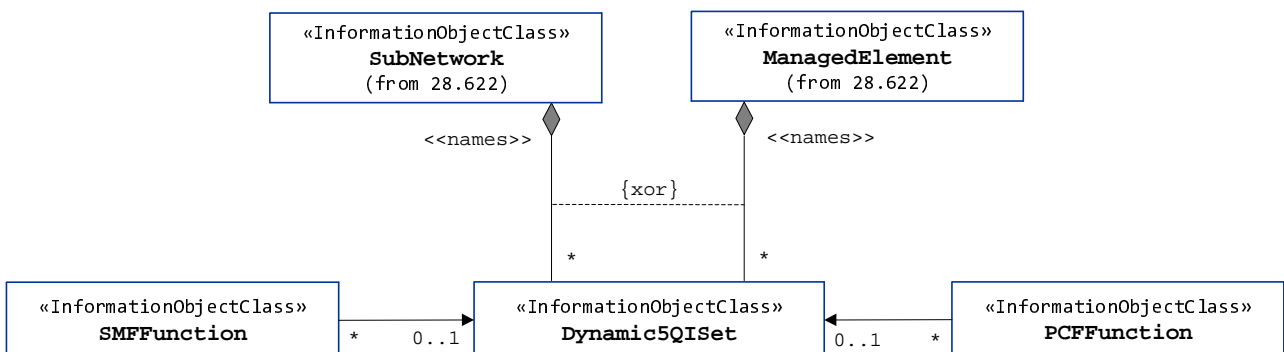 «InformationObjectClass»
SubNetwork
(from 28.622)
«InformationObjectClass»
ManagedElement
(from 28.622)
<<names>>
<<names>>
{xor}
*
*
«InformationObjectClass»
SMFFunction
*
0..1
«InformationObjectClass»
Dynamic5QISet
0..1
*
«InformationObjectClass»
PCFFunction